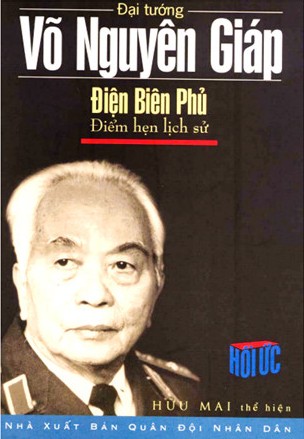 Đại tướng
Võ Nguyên Giáp
Điện Biên Phủ
Điểm hẹn lịch sử
HỒI ỨC
HỮU MAI thể hiện
NHÀ XUẤT BẢN QUÂN ĐỘI NHÂN DÂN